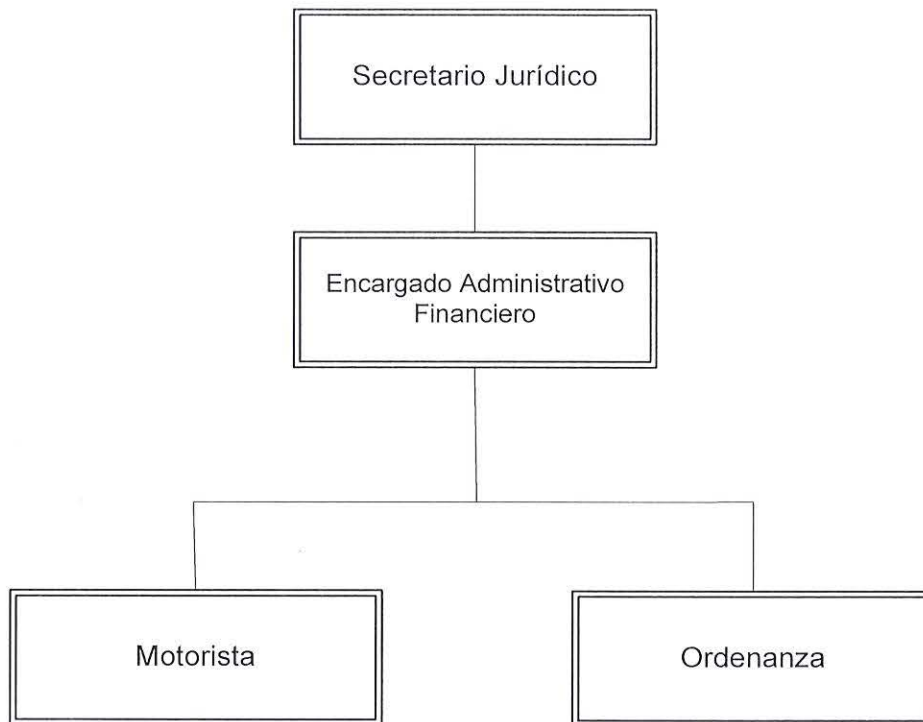 Secretario Jurídico
Encargado Administrativo
Financiero
Motorista
Ordenanza